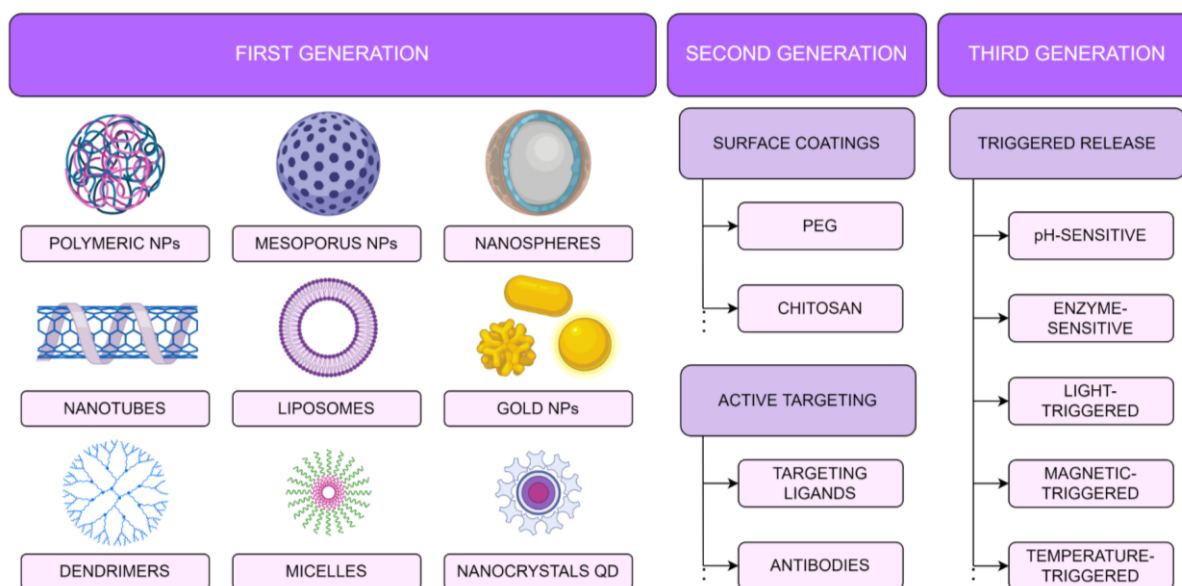 FIRST GENERATION
POLYMERIC NPs
MESOPORUS NPs
NANOSPHERES
NANOTUBES
LIPOSOMES
GOLD NPs
DENDRIMERS
MICELLES
NANOCRYSTALS QD
SECOND GENERATION
SURFACE COATINGS
PEG
CHITOSAN
ACTIVE TARGETING
TARGETING
LIGANDS
ANTIBODIES
THIRD GENERATION
TRIGGERED RELEASE
pH-SENSITIVE
ENZYME-
SENSITIVE
LIGHT-
TRIGGERED
MAGNETIC-
TRIGGERED
TEMPERATURE-
TRIGGERED